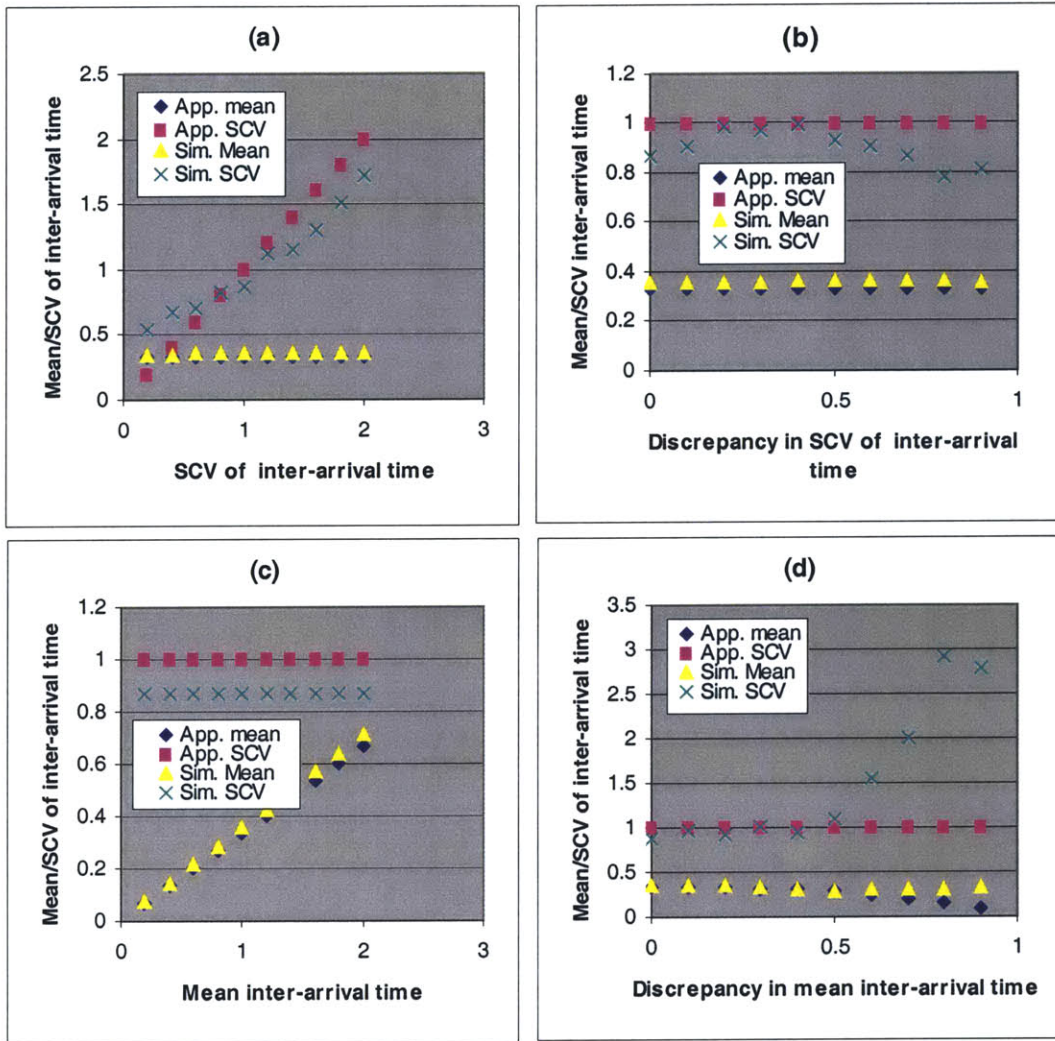 (a)
Mean/SCV of inter-arrival time
2.5
2
1.5
1
0.5
0
App. mean
App. SCV
Sim. Mean
Sim. SCV
0 1 2 3
SCV of inter-arrival time
(b)
Mean/SCV inter-arrival time
1.2
1
0.8
0.6
0.4
0.2
0
App. mean
App. SCV
Sim. Mean
Sim. SCV
0 0.5 1
Discrepancy in SCV of inter-arrival
time
(c)
Mean/SCV of inter-arrival time
1.2
1
0.8
0.6
0.4
0.2
0
App. mean
App. SCV
Sim. Mean
Sim. SCV
0 1 2 3
Mean inter-arrival time
(d)
Mean/SCV of inter-arrival time
3.5
3
2.5
2
1.5
1
0.5
0
App. mean
App. SCV
Sim. Mean
Sim. SCV
0 0.5 1
Discrepancy in mean inter-arrival time